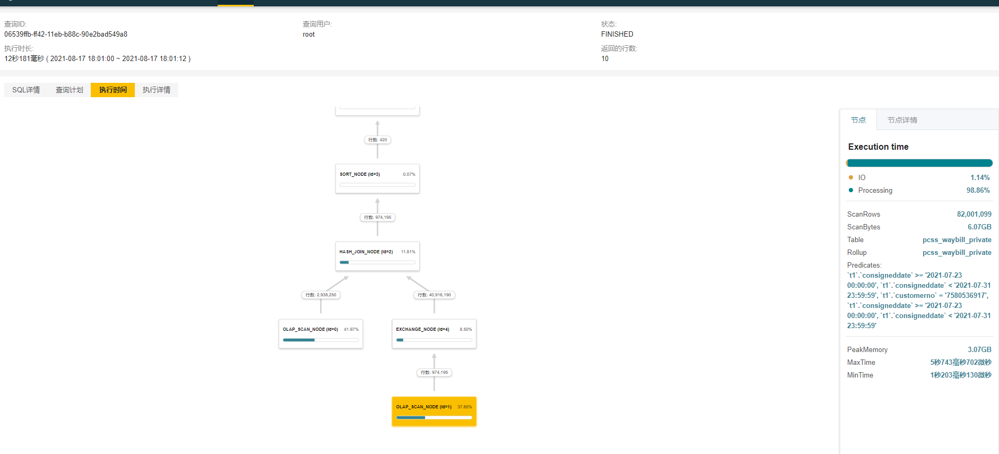 查询ID:
06539ffb-ff42-11eb-b88c-90e2bad549a8
查询用户:
root
状态:
FINISHED
执行时长:
12秒181毫秒 ( 2021-08-17 18:01:00 ~ 2021-08-17 18:01:12 )
返回的行数:
10
SQL详情
查询计划
执行时间
执行详情
行数: 420
SORT_NODE (id=3) 0.07%
行数: 974,195
HASH_JOIN_NODE (id=2) 11.81%
行数: 2,938,250
行数: 40,916,190
OLAP_SCAN_NODE (id=0) 41.97%
EXCHANGE_NODE (id=4) 8.50%
行数: 974,195
OLAP_SCAN_NODE (id=1) 37.65%
节点
节点详情
Execution time
IO 1.14%
Processing 98.86%
ScanRows 82,001,099
ScanBytes 6.07GB
Table pcss_waybill_private
Rollup pcss_waybill_private
Predicates:
`t1`.`consigneddate` >= '2021-07-23
00:00:00', `t1`.`consigneddate` < '2021-07-31
23:59:59', `t1`.`customerno` = '7580536917',
`t1`.`consigneddate` >= '2021-07-23
00:00:00', `t1`.`consigneddate` < '2021-07-31
23:59:59'
PeakMemory 3.07GB
MaxTime 5秒743毫秒702微秒
MinTime 1秒203毫秒130微秒